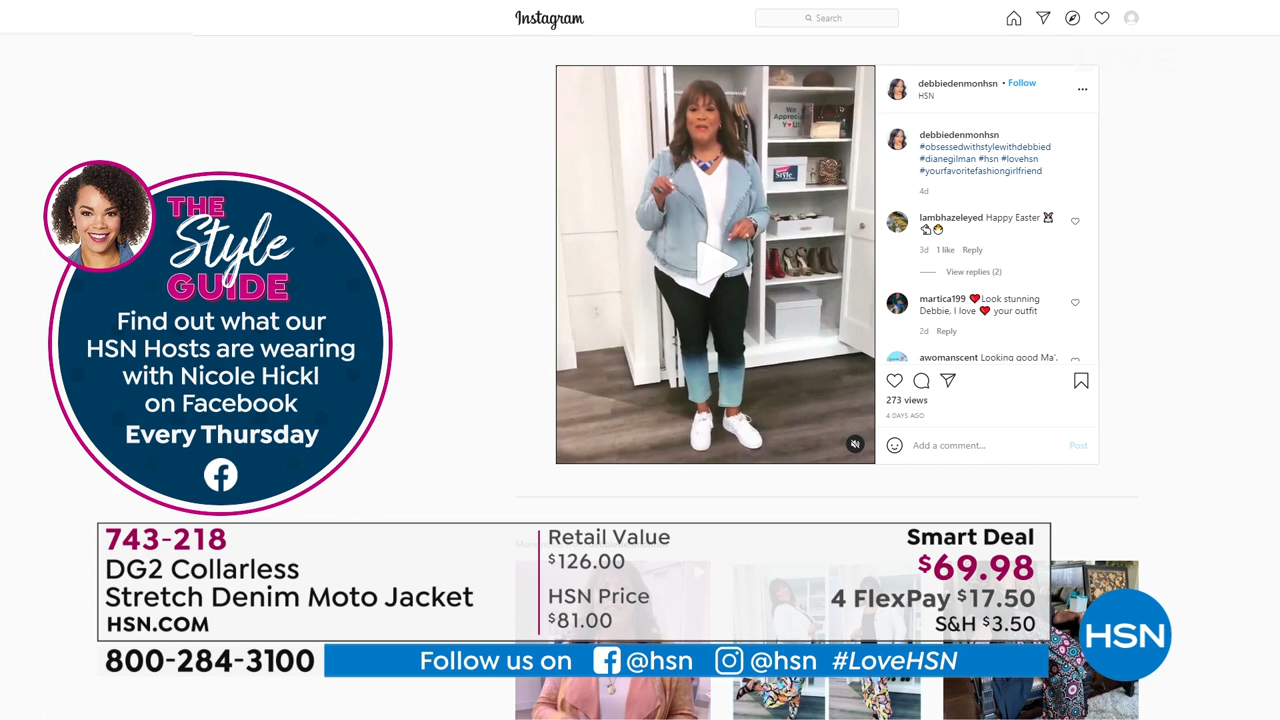 Instagram
Search
debbiedenmonhsn • Follow
HSN
debbiedenmonhsn
#obsessedwithstylewithdebbied
#dianegilman #hsn #lovehsn
#yourfavoritefashiongirlfriend
4d
lambhazeleyed Happy Easter
3d 1 like Reply
View replies (2)
martica199 Look stunning
Debbie, I love your outfit
2d Reply
awomanscent Looking good Ma'.
273 views
4 DAYS AGO
Add a comment... Post
We
Appreciate
YOU!
Style
THE
Style
GUIDE
Find out what our
HSN Hosts are wearing
with Nicole Hickl
on Facebook
Every Thursday
743-218
DG2 Collarless
Stretch Denim Moto Jacket
HSN.COM
Retail Value
$126.00
HSN Price
$81.00
Smart Deal
$69.98
4 FlexPay $17.50
S&H $3.50
800-284-3100
Follow us on @hsn @hsn #LoveHSN
HSN